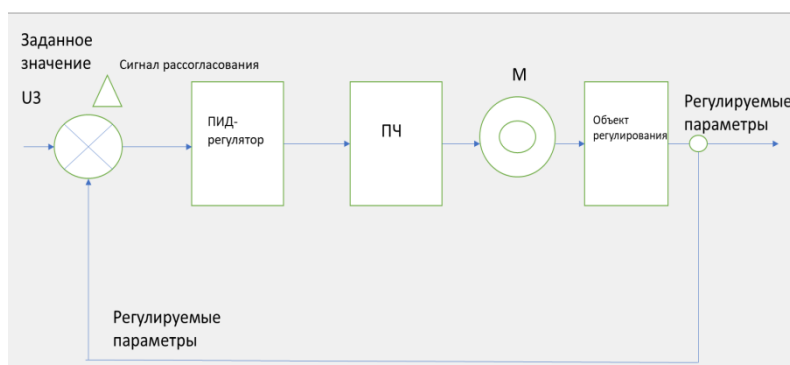 Заданное
значение
Сигнал рассогласования
U3
ПИД-
регулятор
ПЧ
М
Объект
регулирования
Регулируемые
параметры
Регулируемые
параметры